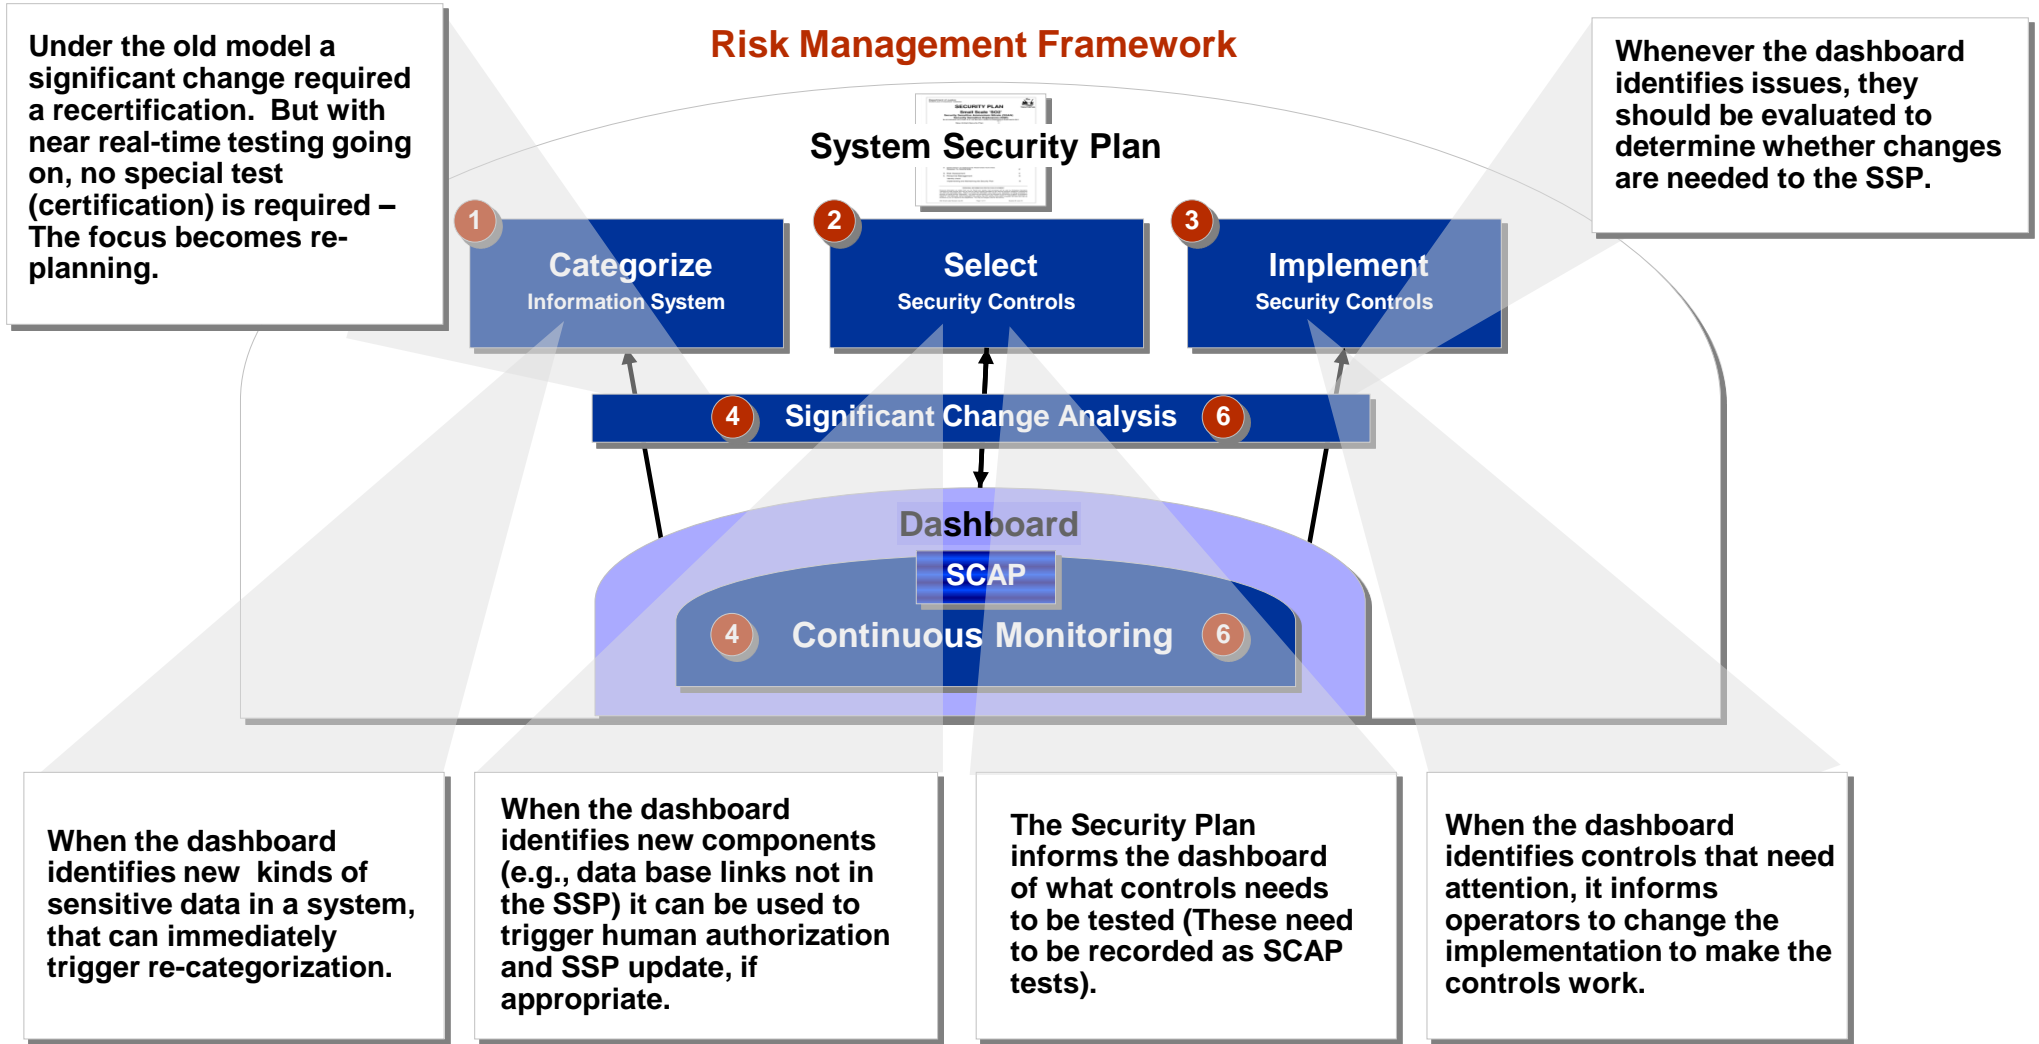 Risk Management Framework
Under the old model a
significant change required
a recertification. But with
near real-time testing going
on, no special test
(certification) is required –
The focus becomes re-
planning.
Whenever the dashboard
identifies issues, they
should be evaluated to
determine whether changes
are needed to the SSP.
SECURITY PLAN
System Security Plan
1
Categorize
Information System
2
Select
Security Controls
3
Implement
Security Controls
4 Significant Change Analysis 6
Dashboard
SCAP
4 Continuous Monitoring 6
When the dashboard
identifies new kinds of
sensitive data in a system,
that can immediately
trigger re-categorization.
When the dashboard
identifies new components
(e.g., data base links not in
the SSP) it can be used to
trigger human authorization
and SSP update, if
appropriate.
The Security Plan
informs the dashboard
of what controls needs
to be tested (These need
to be recorded as SCAP
tests).
When the dashboard
identifies controls that need
attention, it informs
operators to change the
implementation to make the
controls work.